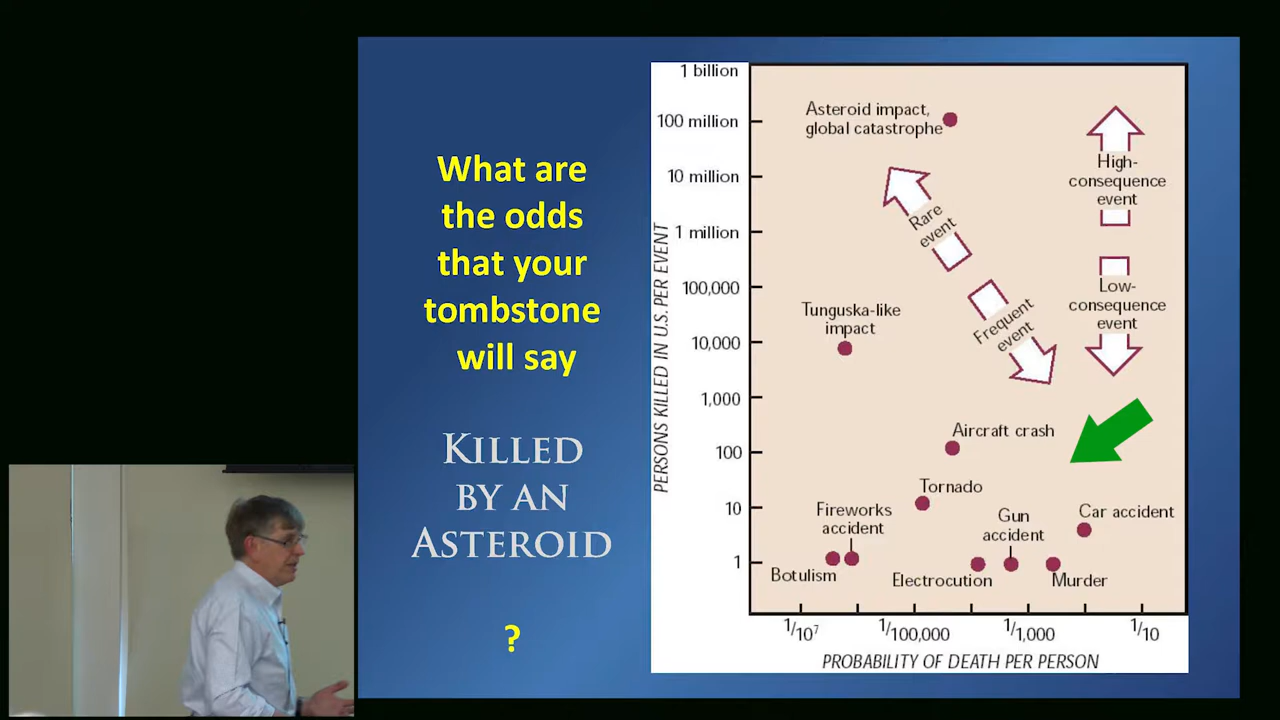 What are
the odds
that your
tombstone
will say
KILLED
BY AN
ASTEROID
?
PERSONS KILLED IN U.S. PER EVENT
1 billion
100 million
10 million
1 million
100,000
10,000
1,000
100
10
1
Asteroid impact,
global catastrophe
High-
consequence
event
Rare
event
Low-
consequence
event
Frequent
event
Tunguska-like
impact
Aircraft crash
Tornado
Fireworks
accident
Gun
accident
Car accident
Botulism
Electrocution
Murder
1/10⁷
1/100,000
1/1,000
1/10
PROBABILITY OF DEATH PER PERSON